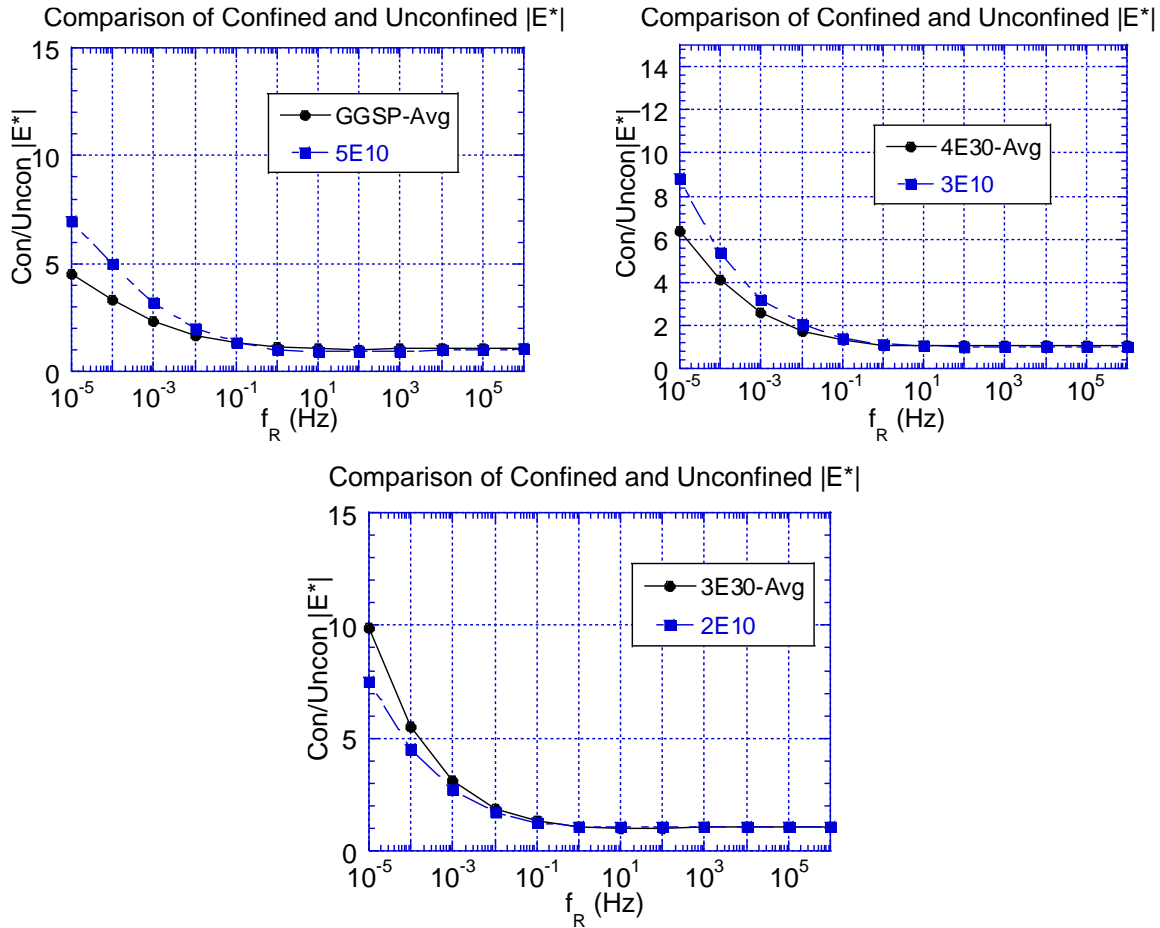 Comparison of Confined and Unconfined |E*|
Con/Uncon |E*|
15
10
5
0
GGSP-Avg
5E10
10⁻⁵ 10⁻³ 10⁻¹ 10¹ 10³ 10⁵
f_R (Hz)
Comparison of Confined and Unconfined |E*|
Con/Uncon|E*|
14
12
10
8
6
4
2
0
4E30-Avg
3E10
10⁻⁵ 10⁻³ 10⁻¹ 10¹ 10³ 10⁵
f_R (Hz)
Comparison of Confined and Unconfined |E*|
Con/Uncon |E*|
15
10
5
0
3E30-Avg
2E10
10⁻⁵ 10⁻³ 10⁻¹ 10¹ 10³ 10⁵
f_R (Hz)